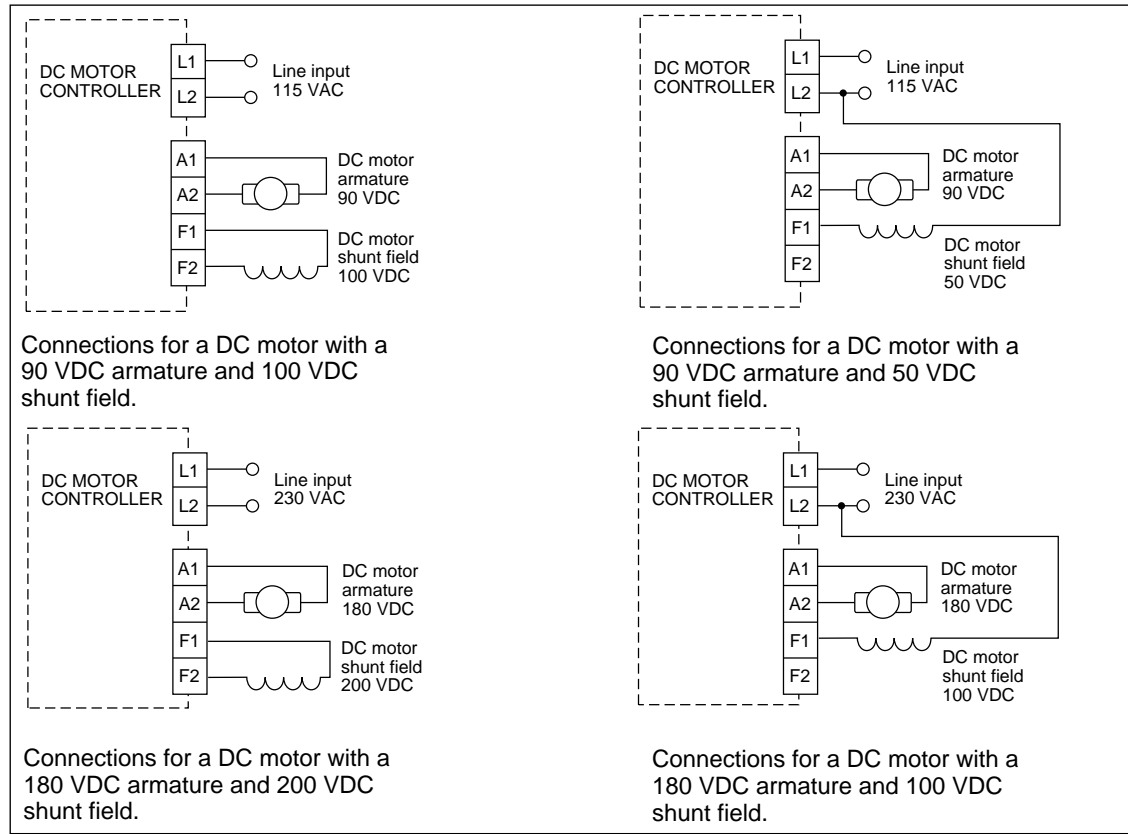 DC MOTOR
CONTROLLER
L1
L2
Line input
115 VAC
A1
A2
F1
F2
DC motor
armature
90 VDC
DC motor
shunt field
100 VDC
Connections for a DC motor with a
90 VDC armature and 100 VDC
shunt field.
DC MOTOR
CONTROLLER
L1
L2
Line input
115 VAC
A1
A2
F1
F2
DC motor
armature
90 VDC
DC motor
shunt field
50 VDC
Connections for a DC motor with a
90 VDC armature and 50 VDC
shunt field.
DC MOTOR
CONTROLLER
L1
L2
Line input
230 VAC
A1
A2
F1
F2
DC motor
armature
180 VDC
DC motor
shunt field
200 VDC
Connections for a DC motor with a
180 VDC armature and 200 VDC
shunt field.
DC MOTOR
CONTROLLER
L1
L2
Line input
230 VAC
A1
A2
F1
F2
DC motor
armature
180 VDC
DC motor
shunt field
100 VDC
Connections for a DC motor with a
180 VDC armature and 100 VDC
shunt field.